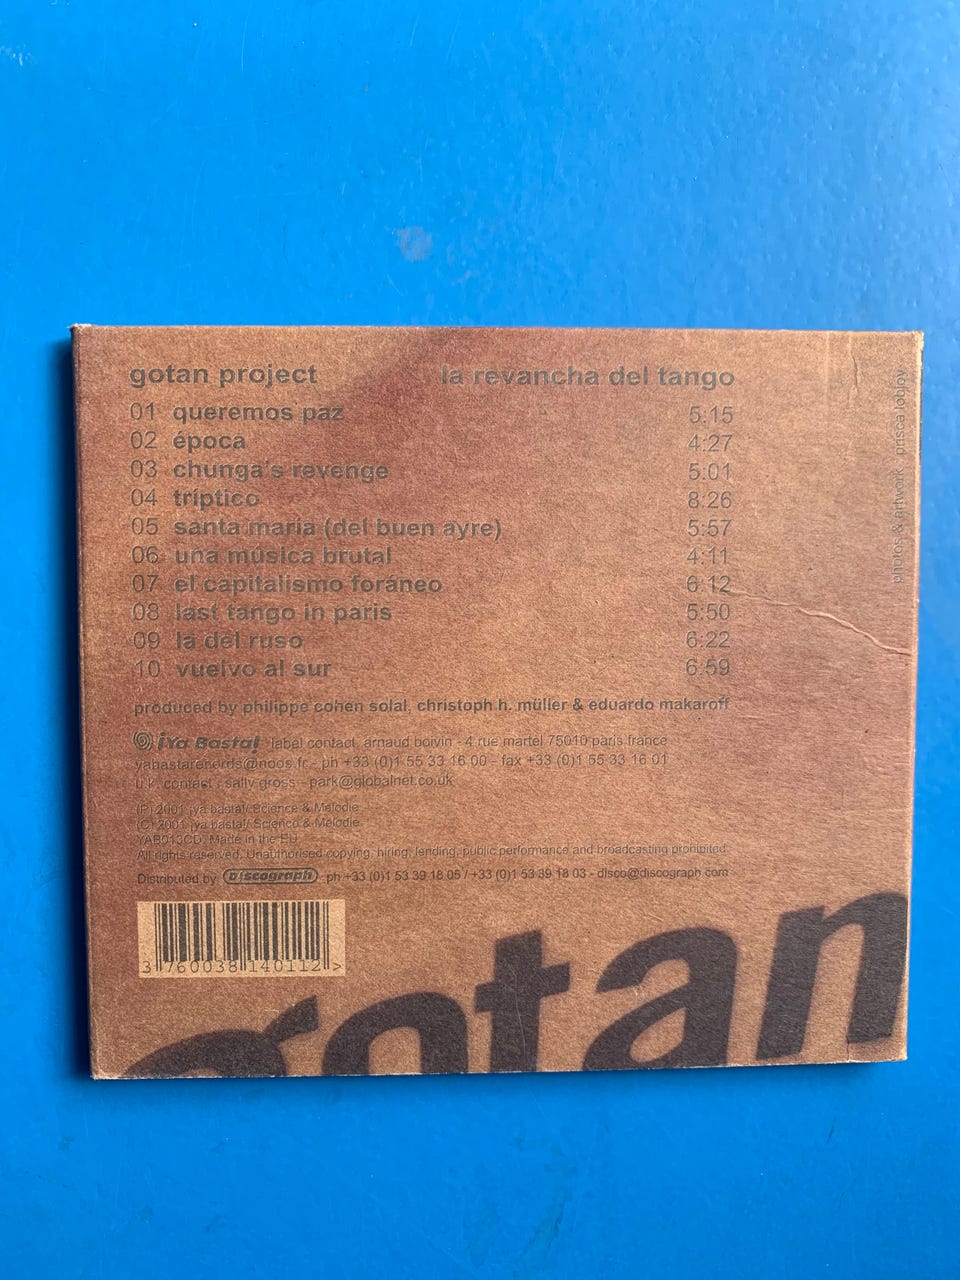 gotan project la revancha del tango
01 queremos paz 5:15
02 época 4:27
03 chunga's revenge 5:01
04 tríptico 8:26
05 santa maría (del buen ayre) 5:57
06 una música brutal 4:11
07 el capitalismo foráneo 6:12
08 last tango in paris 5:50
09 la del ruso 6:22
10 vuelvo al sur 6:59
produced by philippe cohen solal, christoph h. müller & eduardo makaroff
¡Ya Basta! label contact. arnaud boivin - 4 rue martel 75010 paris france
yabastarecords@noos.fr - ph +33 (0)1 55 33 16 00 - fax +33 (0)1 55 33 16 01
u.k. contact - sally gross - park@globalnet.co.uk
(P) 2001 ¡ya basta!/ Science & Mélodie.
(C) 2001 ¡ya basta!/ Science & Mélodie.
YAB013CD. Made in the EU
All rights reserved. Unauthorised copying, hiring, lending, public performance and broadcasting prohibited.
Distributed by Discograph - ph +33 (0)1 53 39 18 05 / +33 (0)1 53 39 18 03 - disco@discograph.com
3 760038 140112 >
gotan
photos & artwork . prisca lobjoy